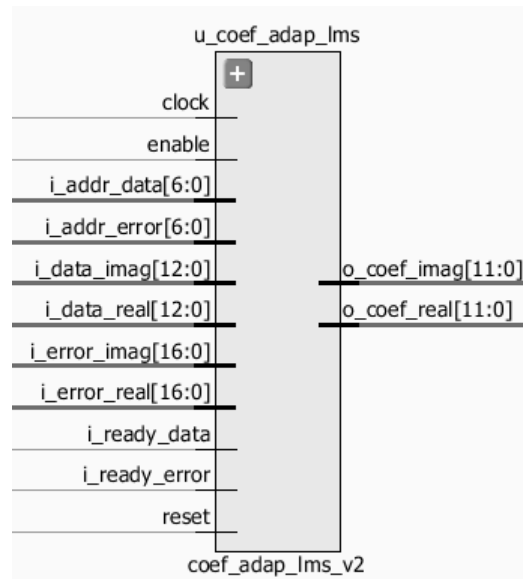 u_coef_adap_lms
+
clock
enable
i_addr_data[6:0]
i_addr_error[6:0]
i_data_imag[12:0]
o_coef_imag[11:0]
i_data_real[12:0]
o_coef_real[11:0]
i_error_imag[16:0]
i_error_real[16:0]
i_ready_data
i_ready_error
reset
coef_adap_lms_v2